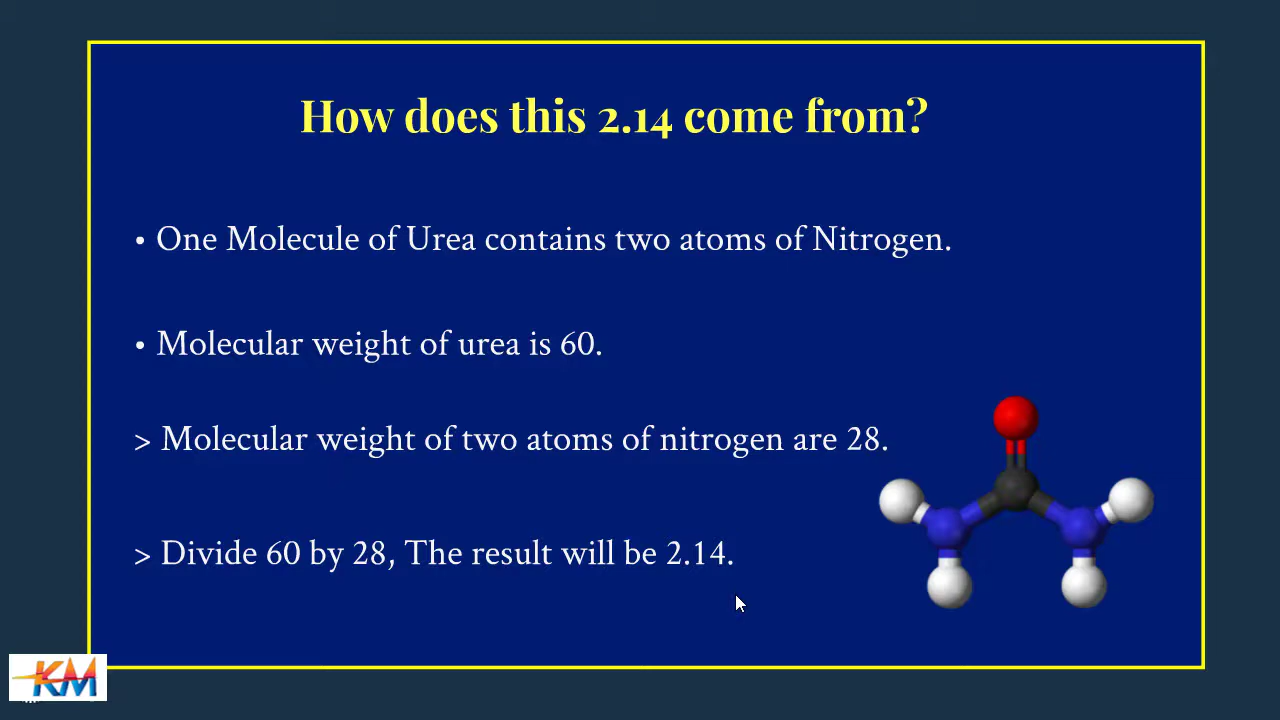 How does this 2.14 come from?
• One Molecule of Urea contains two atoms of Nitrogen.
• Molecular weight of urea is 60.
> Molecular weight of two atoms of nitrogen are 28.
> Divide 60 by 28, The result will be 2.14.
KM